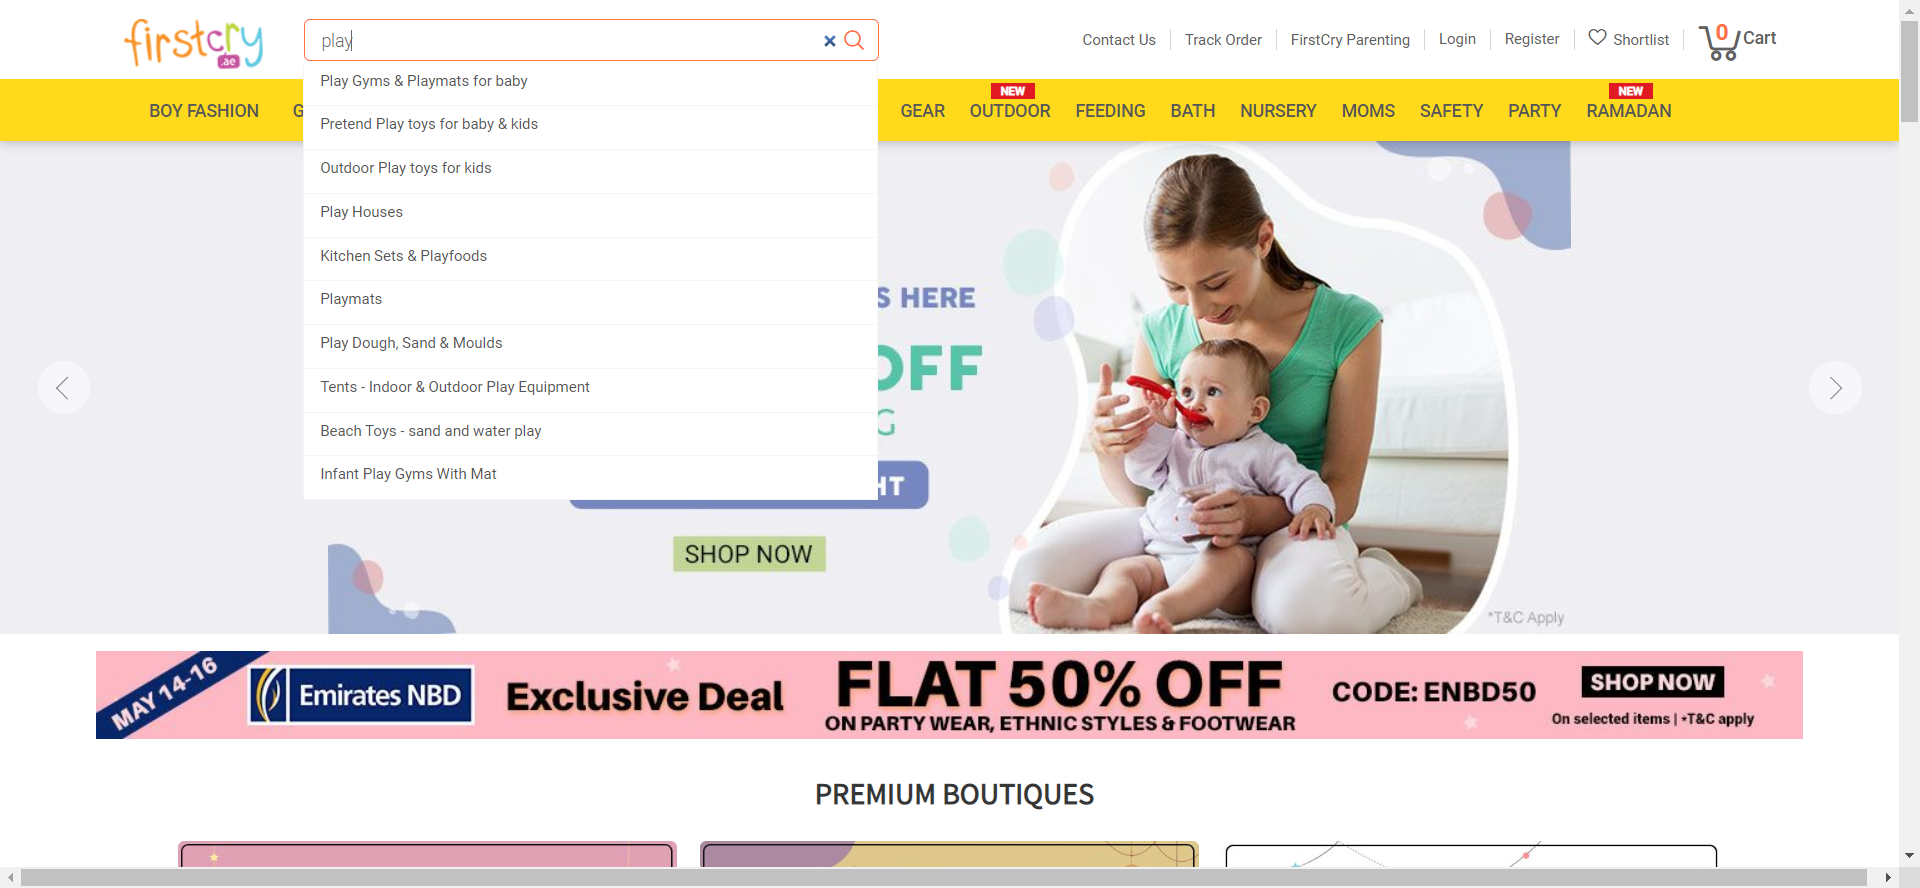 firstcry
.ae
play
Contact Us
Track Order
FirstCry Parenting
Login
Register
Shortlist
0
Cart
Play Gyms & Playmats for baby
Pretend Play toys for baby & kids
Outdoor Play toys for kids
Play Houses
Kitchen Sets & Playfoods
Playmats
Play Dough, Sand & Moulds
Tents - Indoor & Outdoor Play Equipment
Beach Toys - sand and water play
Infant Play Gyms With Mat
BOY FASHION
G
GEAR
NEW
OUTDOOR
FEEDING
BATH
NURSERY
MOMS
SAFETY
PARTY
NEW
RAMADAN
S HERE
OFF
G
HT
SHOP NOW
*T&C Apply
MAY 14-16
Emirates NBD
Exclusive Deal
FLAT 50% OFF
ON PARTY WEAR, ETHNIC STYLES & FOOTWEAR
CODE: ENBD50
SHOP NOW
On selected items | *T&C apply
PREMIUM BOUTIQUES